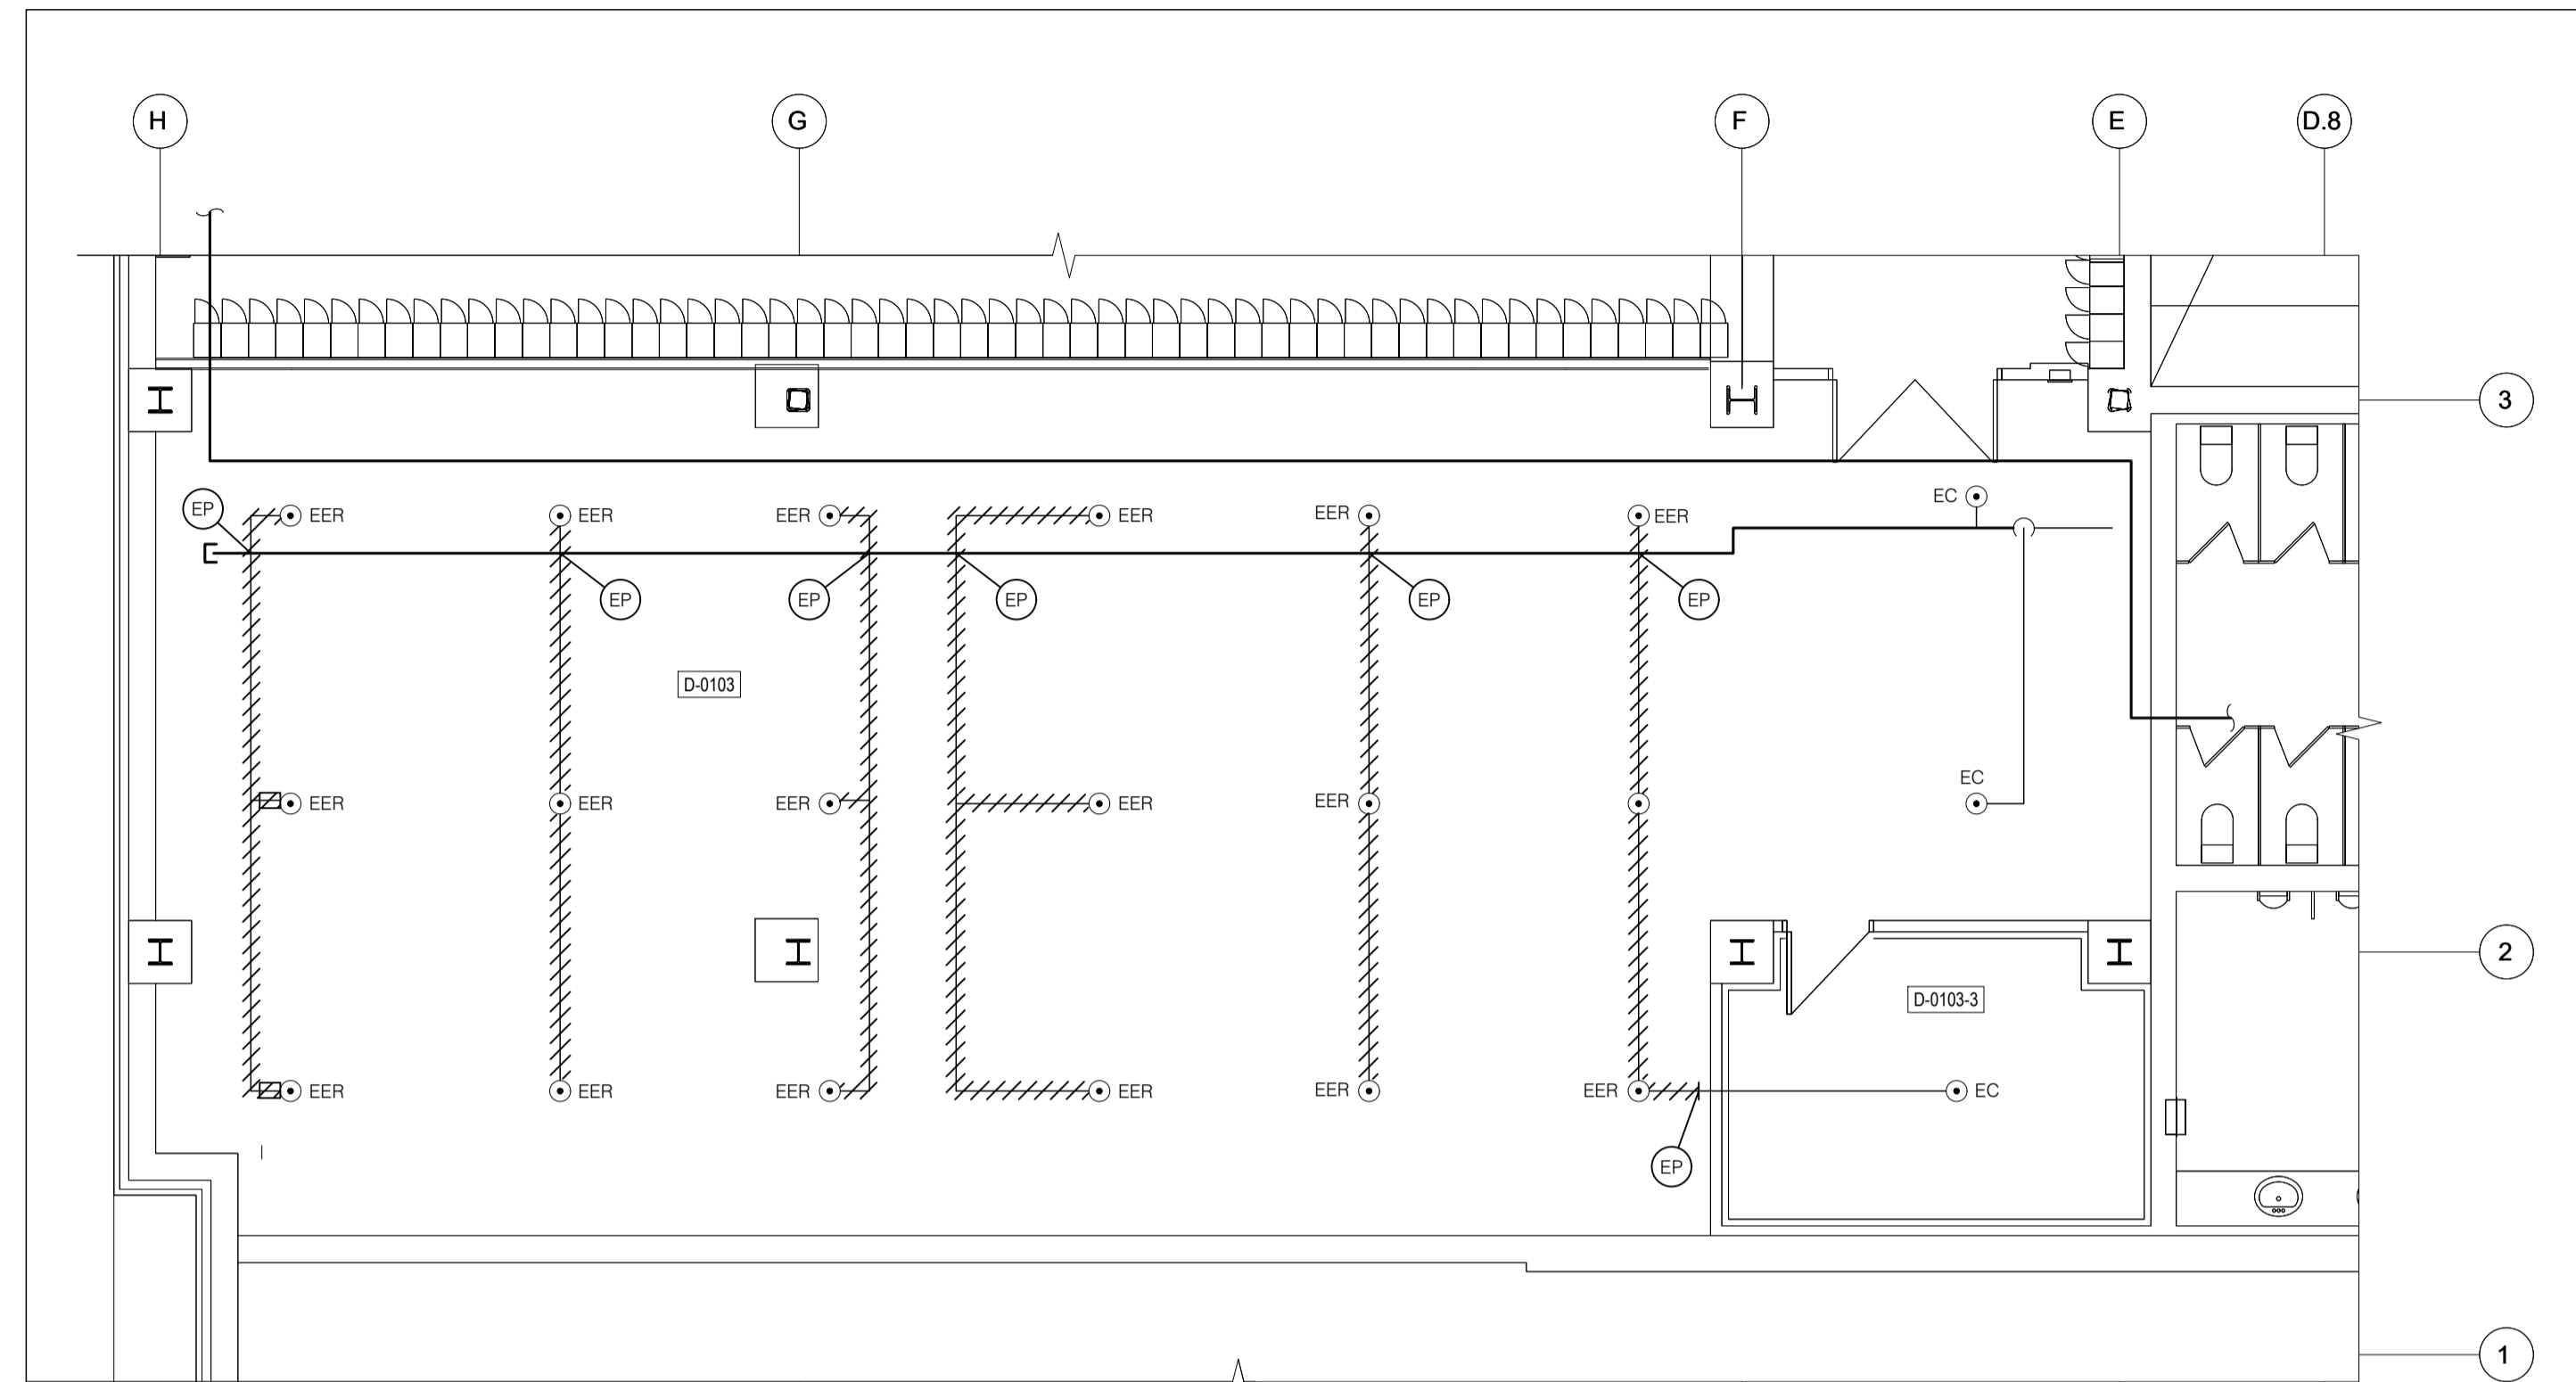 H G F E D.8
3
EP EER EER EER EER EER EER EC
EP EP EP EP EP
D-0103
EC
EER EER EER EER EER
2
D-0103-3
EER EER EER EER EER EER EC
EP
1